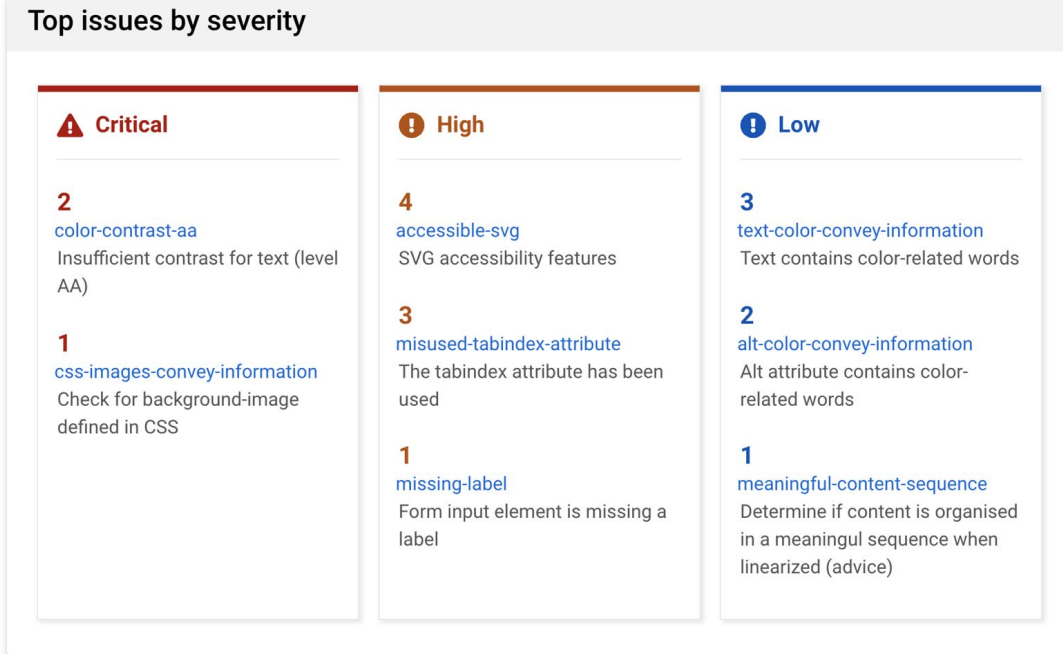 Top issues by severity
Critical
2
color-contrast-aa
Insufficient contrast for text (level
AA)
1
css-images-convey-information
Check for background-image
defined in CSS
High
4
accessible-svg
SVG accessibility features
3
misused-tabindex-attribute
The tabindex attribute has been
used
1
missing-label
Form input element is missing a
label
Low
3
text-color-convey-information
Text contains color-related words
2
alt-color-convey-information
Alt attribute contains color-
related words
1
meaningful-content-sequence
Determine if content is organised
in a meaningul sequence when
linearized (advice)